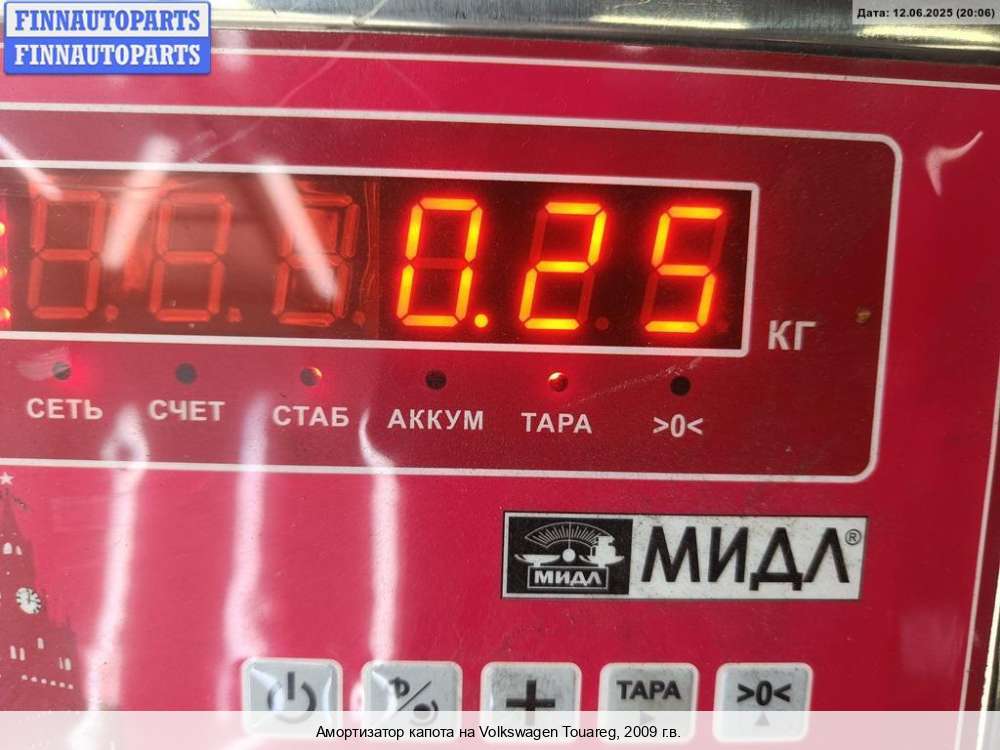 FINNAUTOPARTS
FINNAUTOPARTS
Дата: 12.06.2025 (20:06)
0.25
КГ
СЕТЬ СЧЕТ СТАБ АККУМ ТАРА >0<
МИДЛ МИДЛ®
ТАРА >0<
Амортизатор капота на Volkswagen Touareg, 2009 г.в.